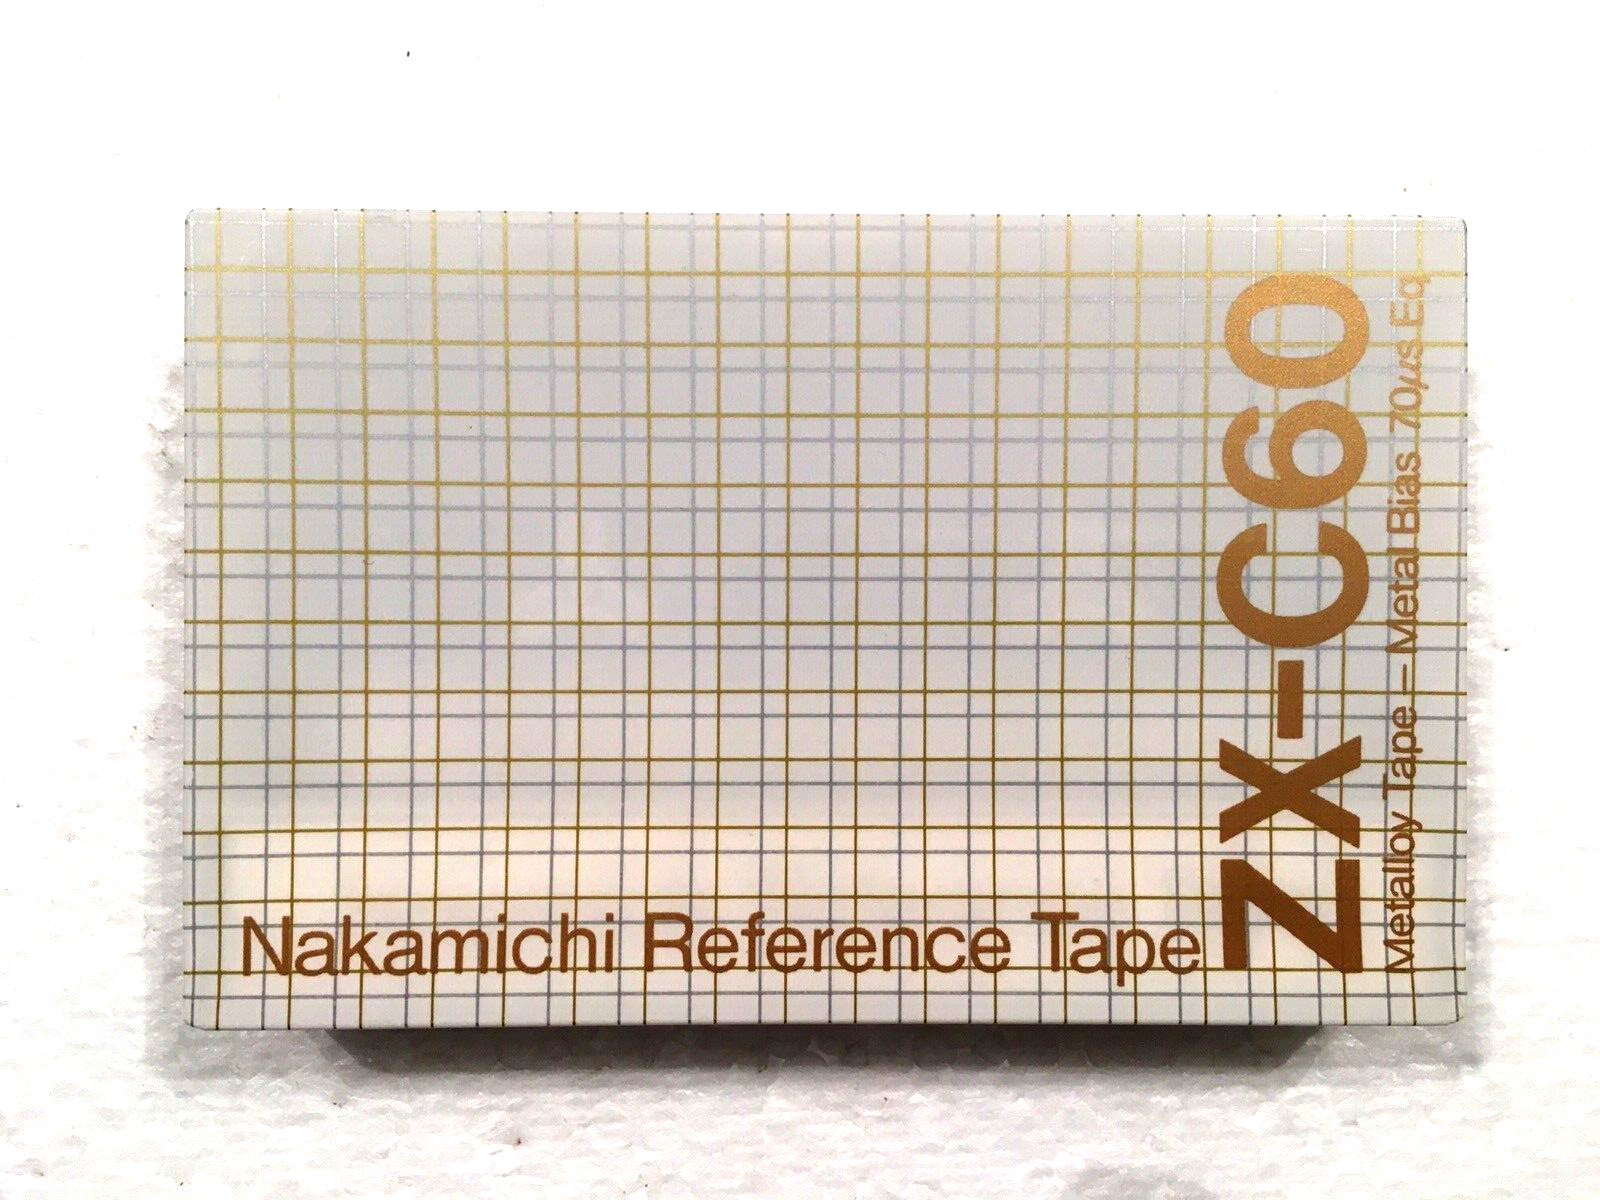 Nakamichi Reference Tape
ZX-C60
Metalloy Tape – Metal Bias 70μs Eq